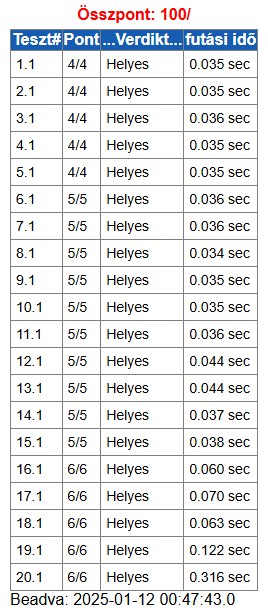 Összpont: 100/
Teszt# Pont ...Verdikt... futási idő
1.1 4/4 Helyes 0.035 sec
2.1 4/4 Helyes 0.035 sec
3.1 4/4 Helyes 0.036 sec
4.1 4/4 Helyes 0.035 sec
5.1 4/4 Helyes 0.035 sec
6.1 5/5 Helyes 0.036 sec
7.1 5/5 Helyes 0.036 sec
8.1 5/5 Helyes 0.034 sec
9.1 5/5 Helyes 0.035 sec
10.1 5/5 Helyes 0.035 sec
11.1 5/5 Helyes 0.036 sec
12.1 5/5 Helyes 0.044 sec
13.1 5/5 Helyes 0.044 sec
14.1 5/5 Helyes 0.037 sec
15.1 5/5 Helyes 0.038 sec
16.1 6/6 Helyes 0.060 sec
17.1 6/6 Helyes 0.070 sec
18.1 6/6 Helyes 0.063 sec
19.1 6/6 Helyes 0.122 sec
20.1 6/6 Helyes 0.316 sec
Beadva: 2025-01-12 00:47:43.0